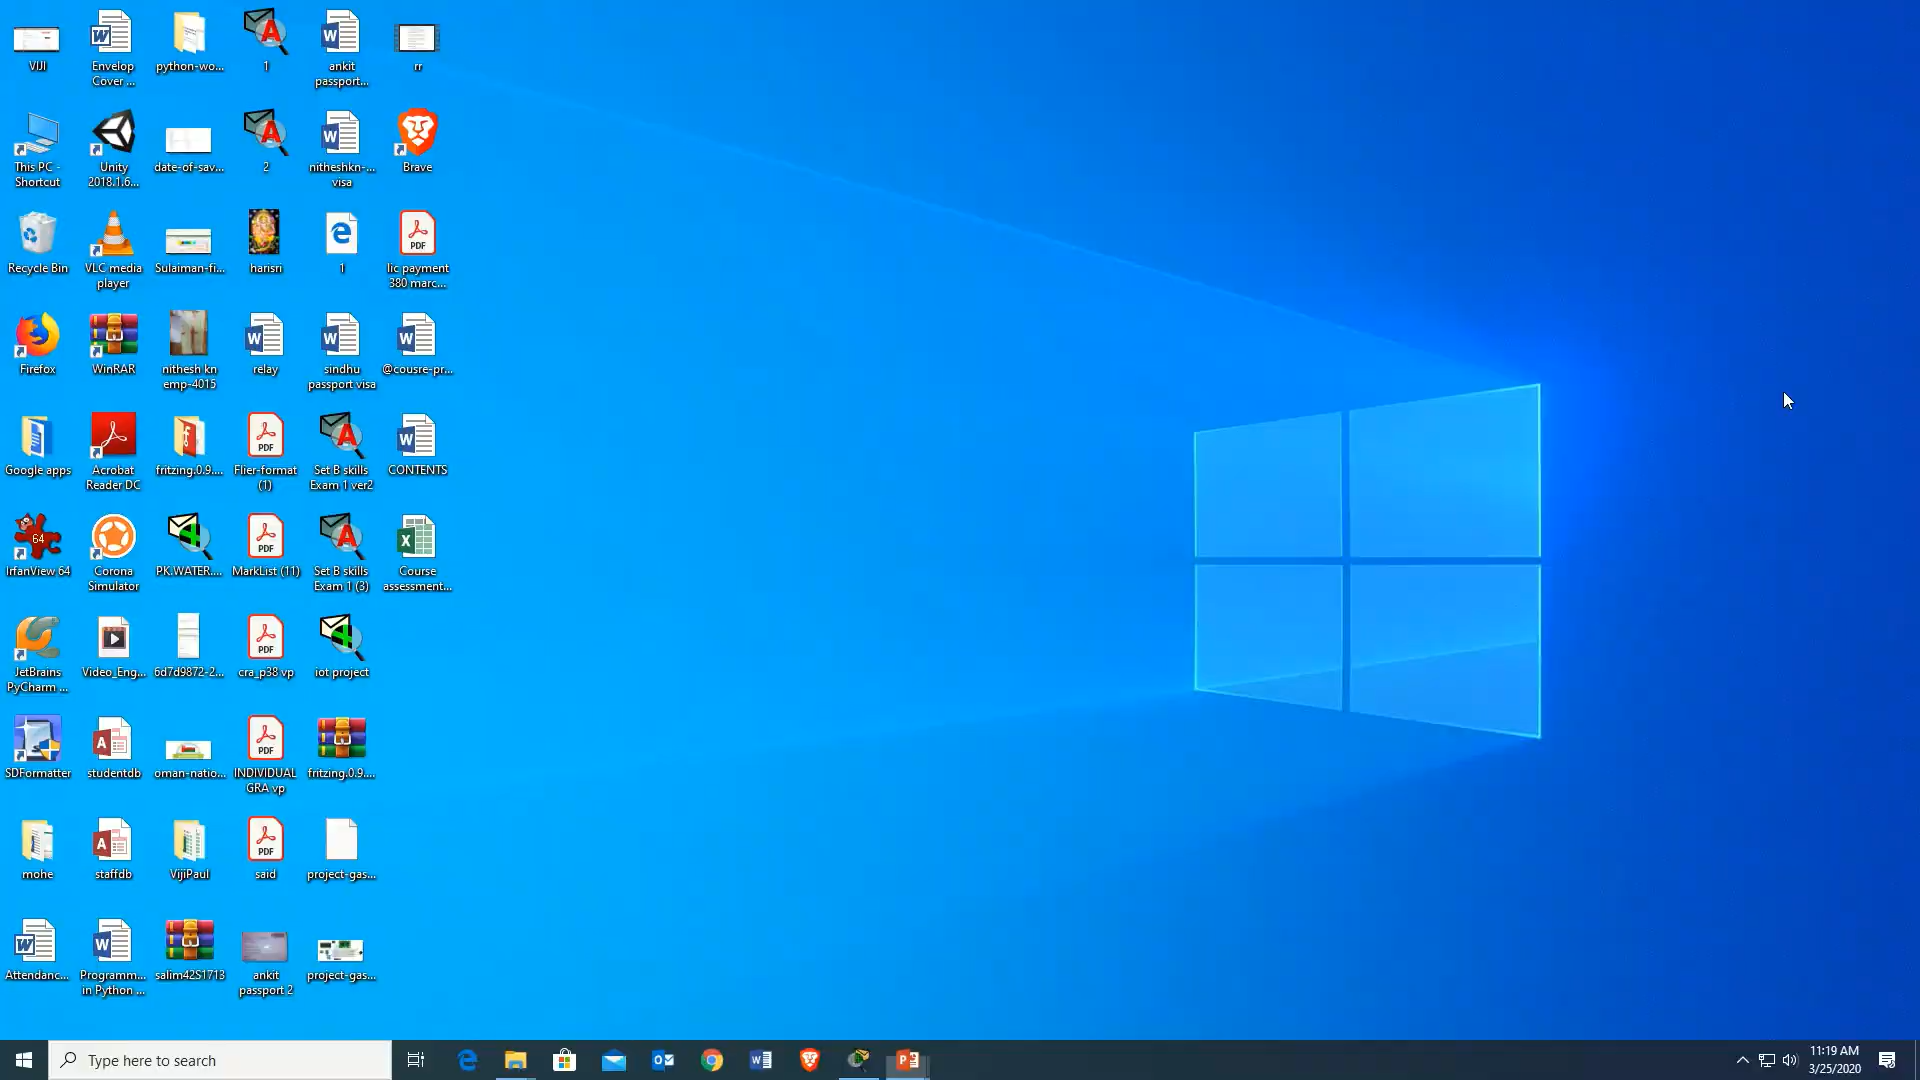 VIJI
Envelop
Cover ...
python-wo...
1
ankit
passport...
rr
This PC -
Shortcut
Unity
2018.1.6...
date-of-sav...
2
nitheshkn-...
visa
Brave
Recycle Bin
VLC media
player
Sulaiman-fi...
harisri
1
lic payment
380 marc...
Firefox
WinRAR
nithesh kn
emp-4015
relay
sindhu
passport visa
@cousre-pr...
Google apps
Acrobat
Reader DC
fritzing.0.9....
Flier-format
(1)
Set B skills
Exam 1 ver2
CONTENTS
IrfanView 64
Corona
Simulator
PK.WATER....
MarkList (11)
Set B skills
Exam 1 (3)
Course
assessment...
JetBrains
PyCharm ...
Video_Eng...
6d7d9872-2...
cra_p38 vp
iot project
SDFormatter
studentdb
oman-natio...
INDIVIDUAL
GRA vp
fritzing.0.9....
mohe
staffdb
VijiPaul
said
project-gas...
Attendanc...
Programm...
in Python ...
salim42S1713
ankit
passport 2
project-gas...
Type here to search
11:19 AM
3/25/2020